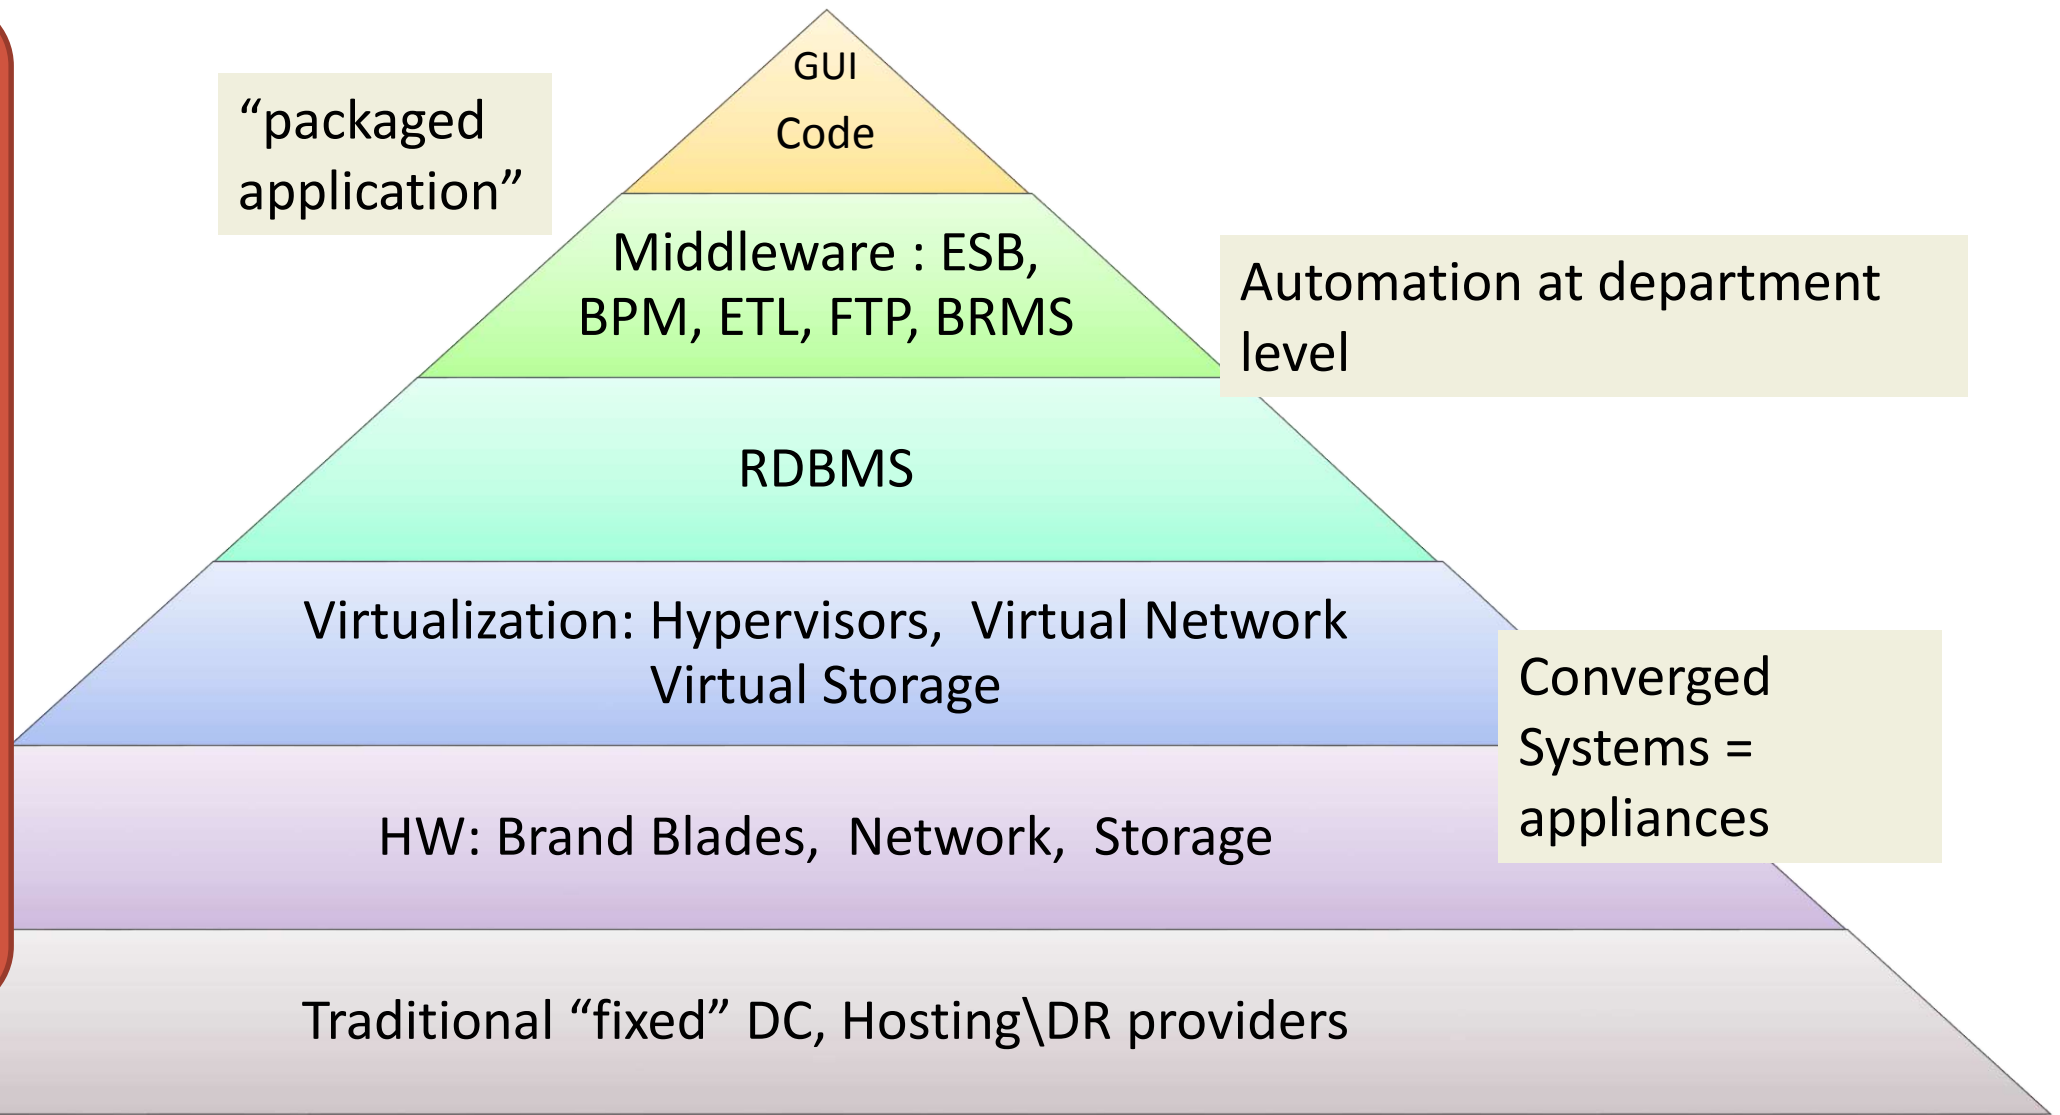 GUI
Code
“packaged
application”
Middleware : ESB,
BPM, ETL, FTP, BRMS
Automation at department
level
RDBMS
Virtualization: Hypervisors,  Virtual Network
Virtual Storage
Converged
Systems =
appliances
HW: Brand Blades,  Network,  Storage
Traditional “fixed” DC, Hosting\DR providers